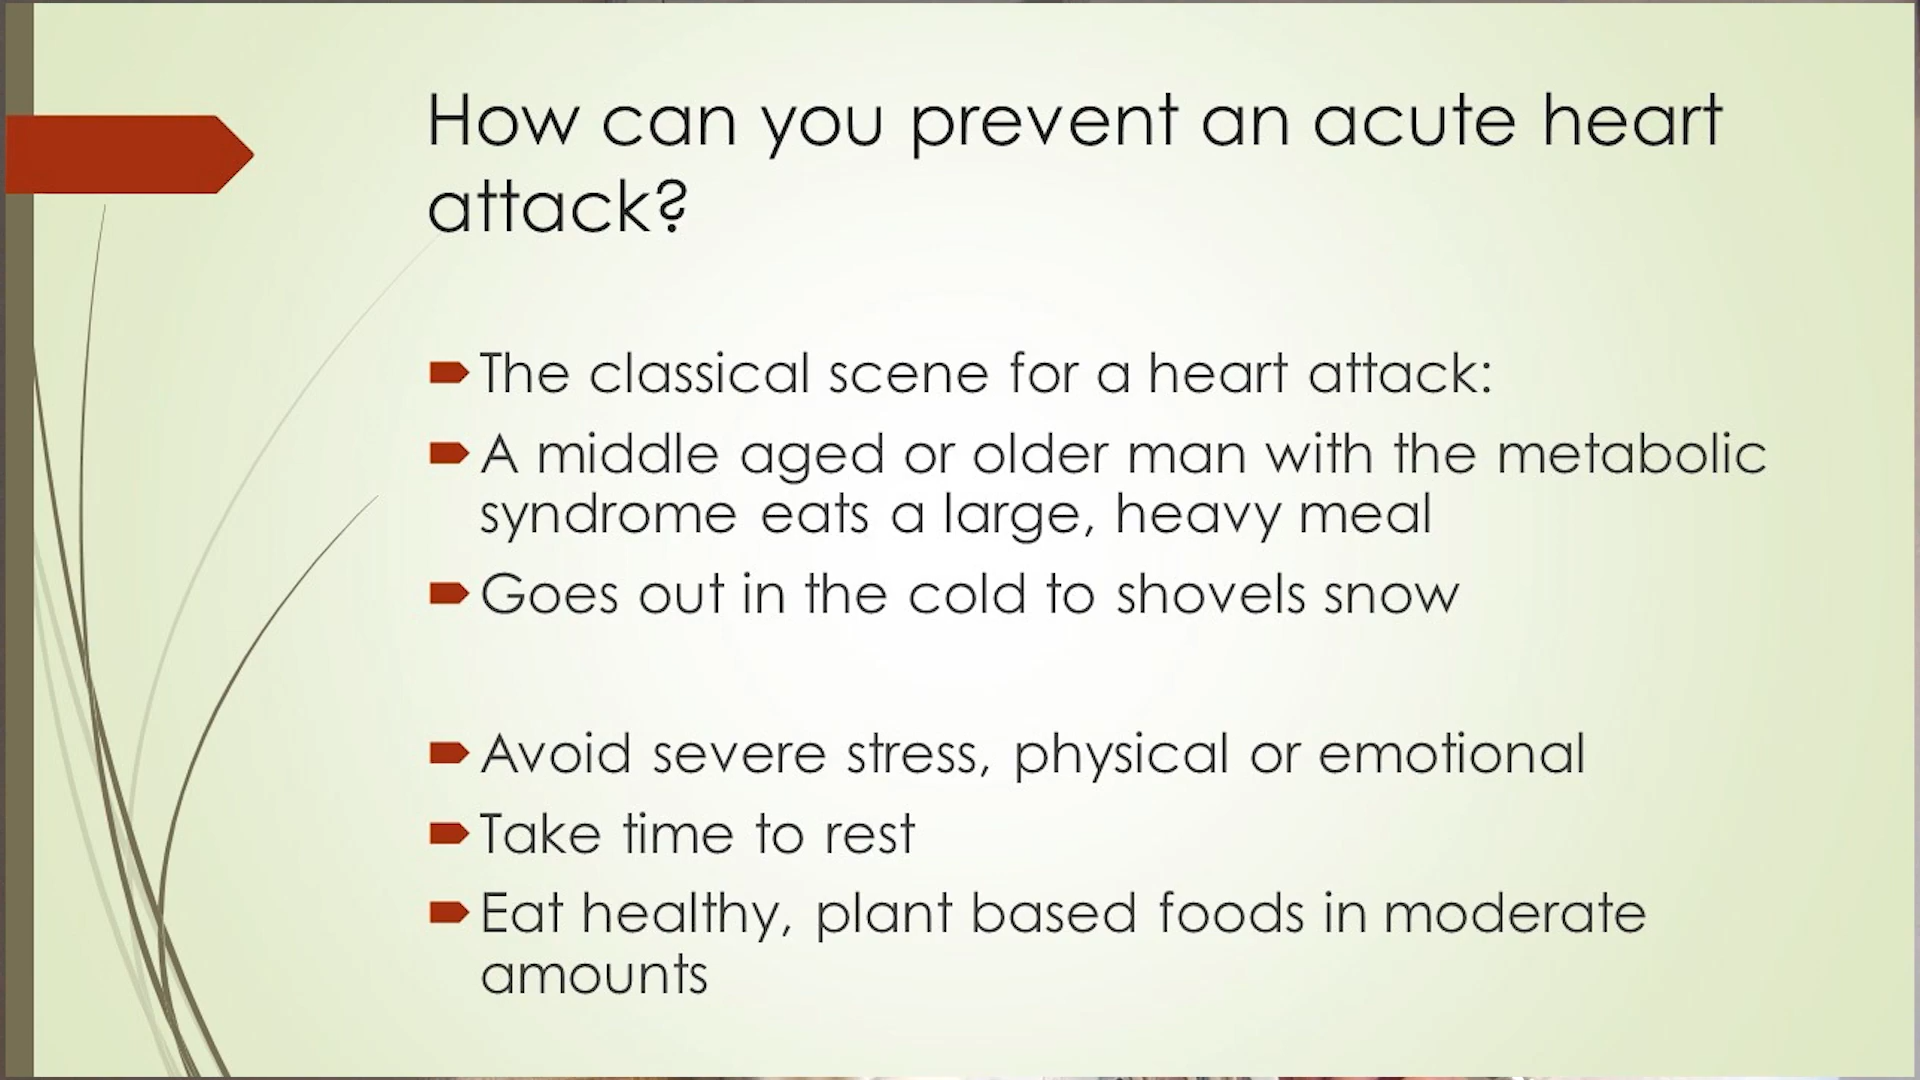 How can you prevent an acute heart
attack?
The classical scene for a heart attack:
A middle aged or older man with the metabolic
syndrome eats a large, heavy meal
Goes out in the cold to shovels snow
Avoid severe stress, physical or emotional
Take time to rest
Eat healthy, plant based foods in moderate
amounts